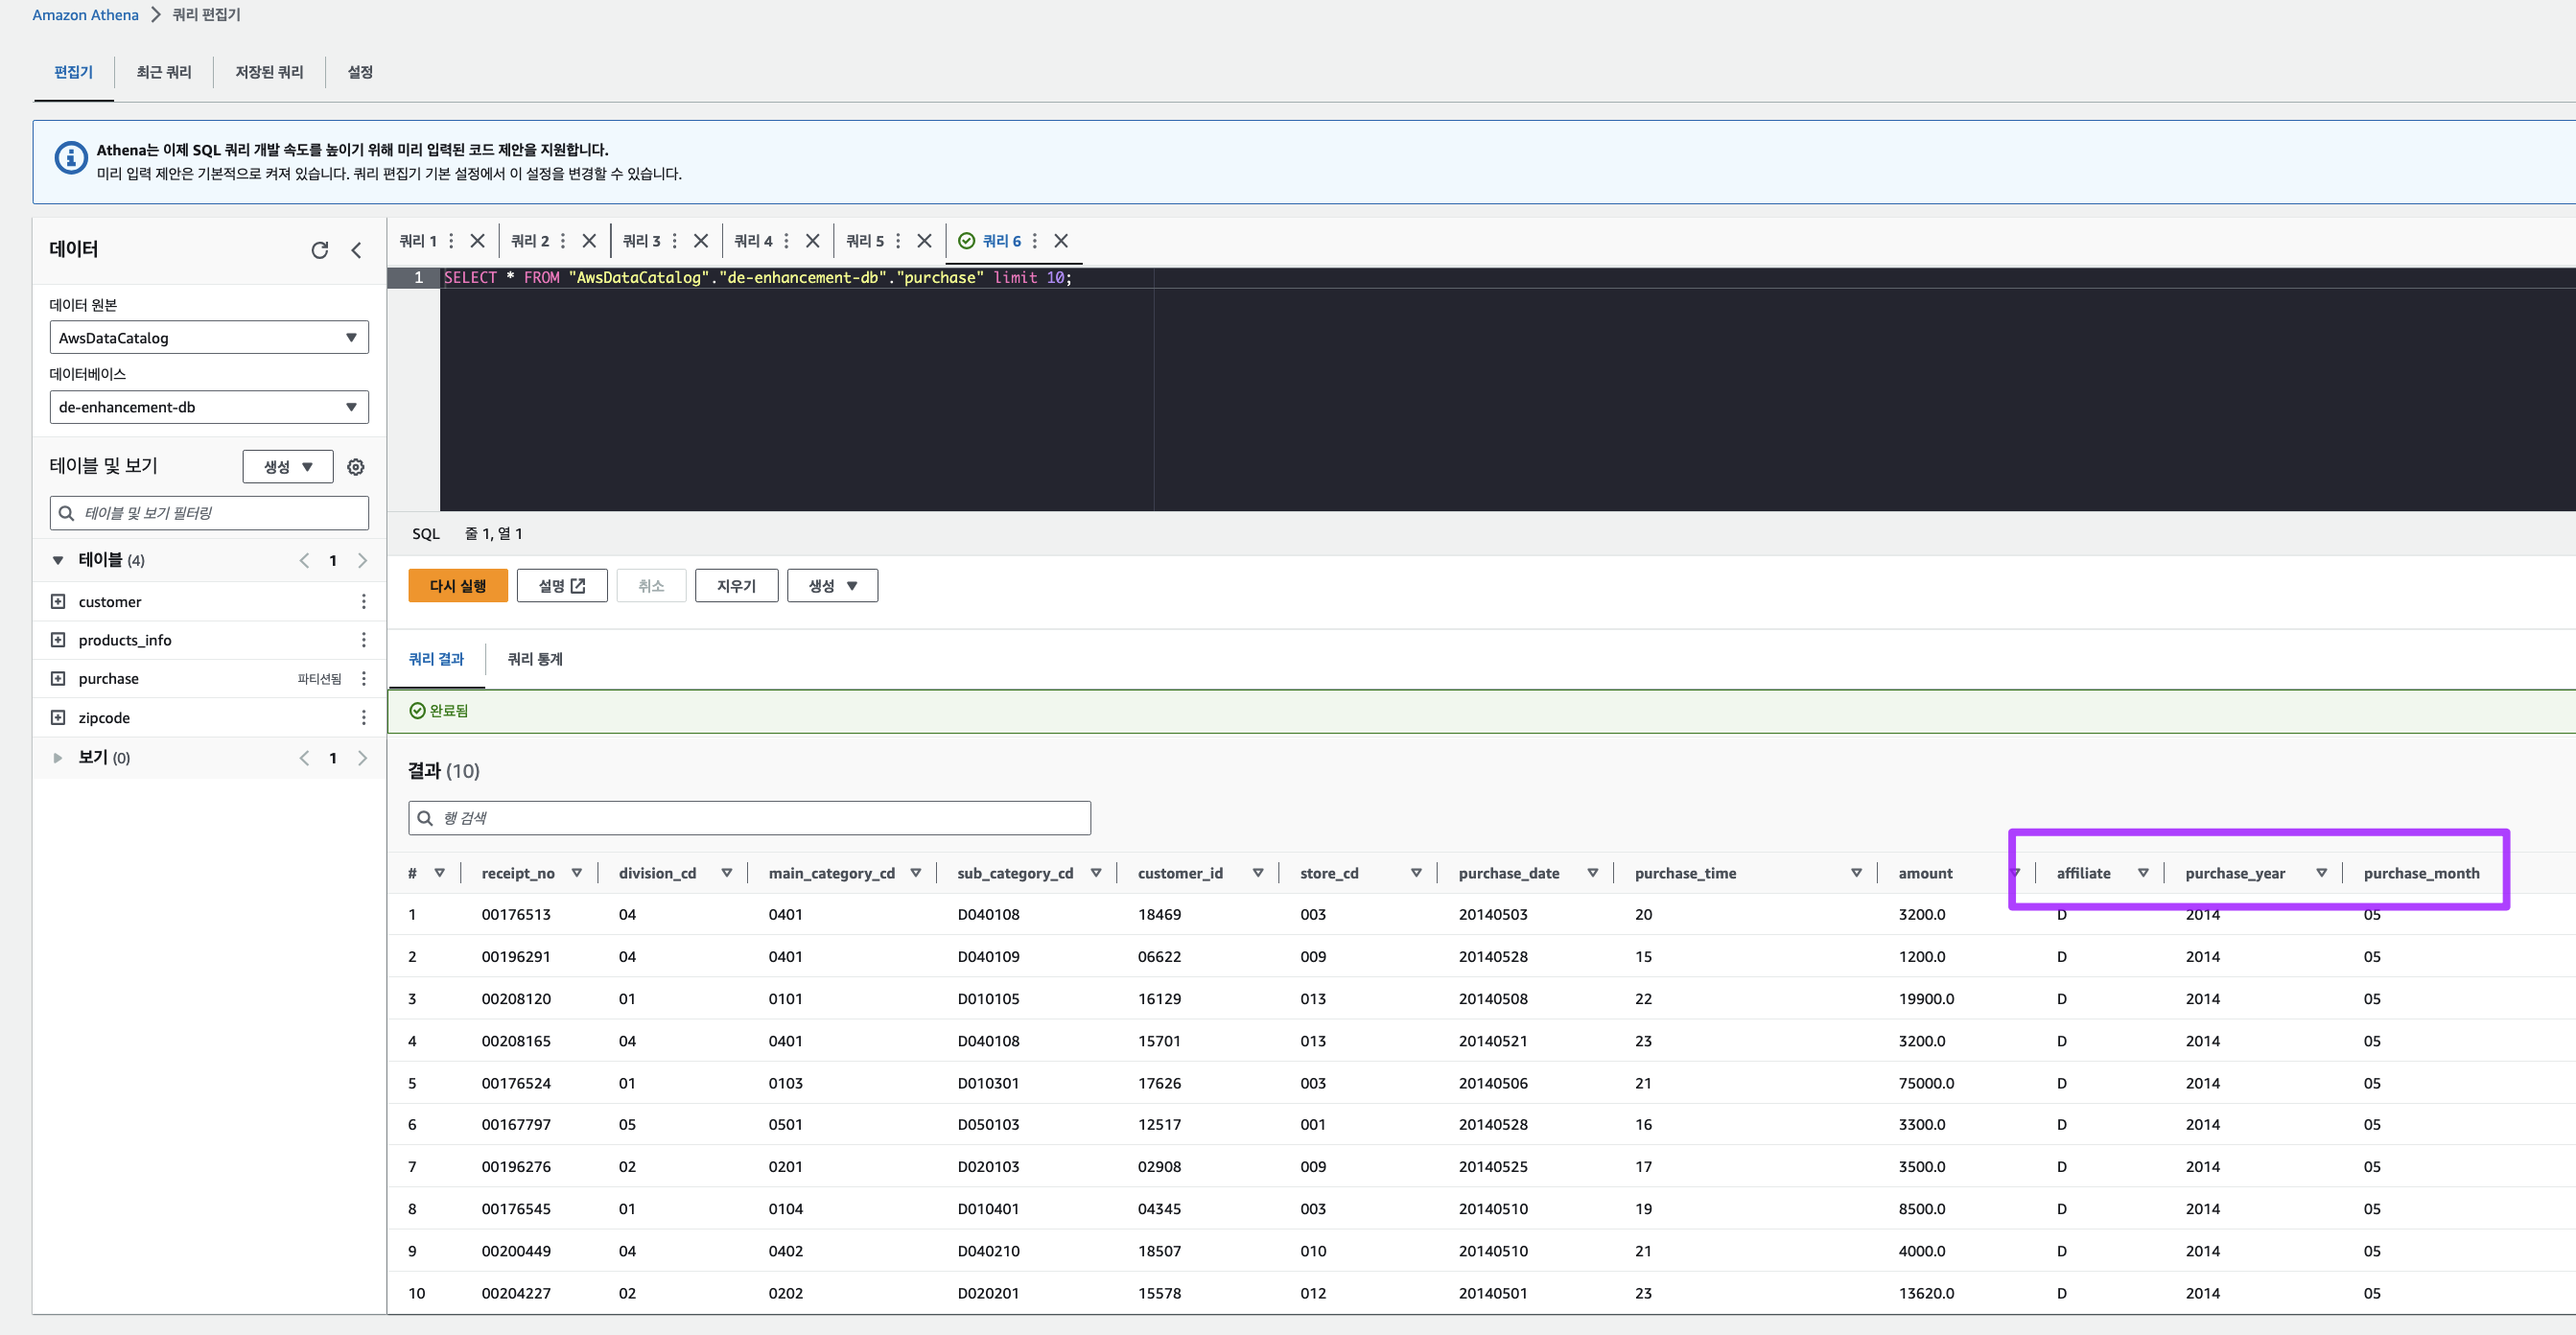 Amazon Athena > 쿼리 편집기
편집기 최근 쿼리 저장된 쿼리 설정
Athena는 이제 SQL 쿼리 개발 속도를 높이기 위해 미리 입력된 코드 제안을 지원합니다.
미리 입력 제안은 기본적으로 켜져 있습니다. 쿼리 편집기 기본 설정에서 이 설정을 변경할 수 있습니다.
데이터
데이터 원본
AwsDataCatalog
데이터베이스
de-enhancement-db
테이블 및 보기 생성
테이블 및 보기 필터링
테이블 (4) 1
customer
products_info
purchase 파티션됨
zipcode
보기 (0) 1
쿼리 1 쿼리 2 쿼리 3 쿼리 4 쿼리 5 쿼리 6
1 SELECT * FROM "AwsDataCatalog"."de-enhancement-db"."purchase" limit 10;
SQL 줄 1, 열 1
다시 실행 설명 취소 지우기 생성
쿼리 결과 쿼리 통계
완료됨
결과 (10)
행 검색
# receipt_no division_cd main_category_cd sub_category_cd customer_id store_cd purchase_date purchase_time amount affiliate purchase_year purchase_month
1 00176513 04 0401 D040108 18469 003 20140503 20 3200.0 D 2014 05
2 00196291 04 0401 D040109 06622 009 20140528 15 1200.0 D 2014 05
3 00208120 01 0101 D010105 16129 013 20140508 22 19900.0 D 2014 05
4 00208165 04 0401 D040108 15701 013 20140521 23 3200.0 D 2014 05
5 00176524 01 0103 D010301 17626 003 20140506 21 75000.0 D 2014 05
6 00167797 05 0501 D050103 12517 001 20140528 16 3300.0 D 2014 05
7 00196276 02 0201 D020103 02908 009 20140525 17 3500.0 D 2014 05
8 00176545 01 0104 D010401 04345 003 20140510 19 8500.0 D 2014 05
9 00200449 04 0402 D040210 18507 010 20140510 21 4000.0 D 2014 05
10 00204227 02 0202 D020201 15578 012 20140501 23 13620.0 D 2014 05